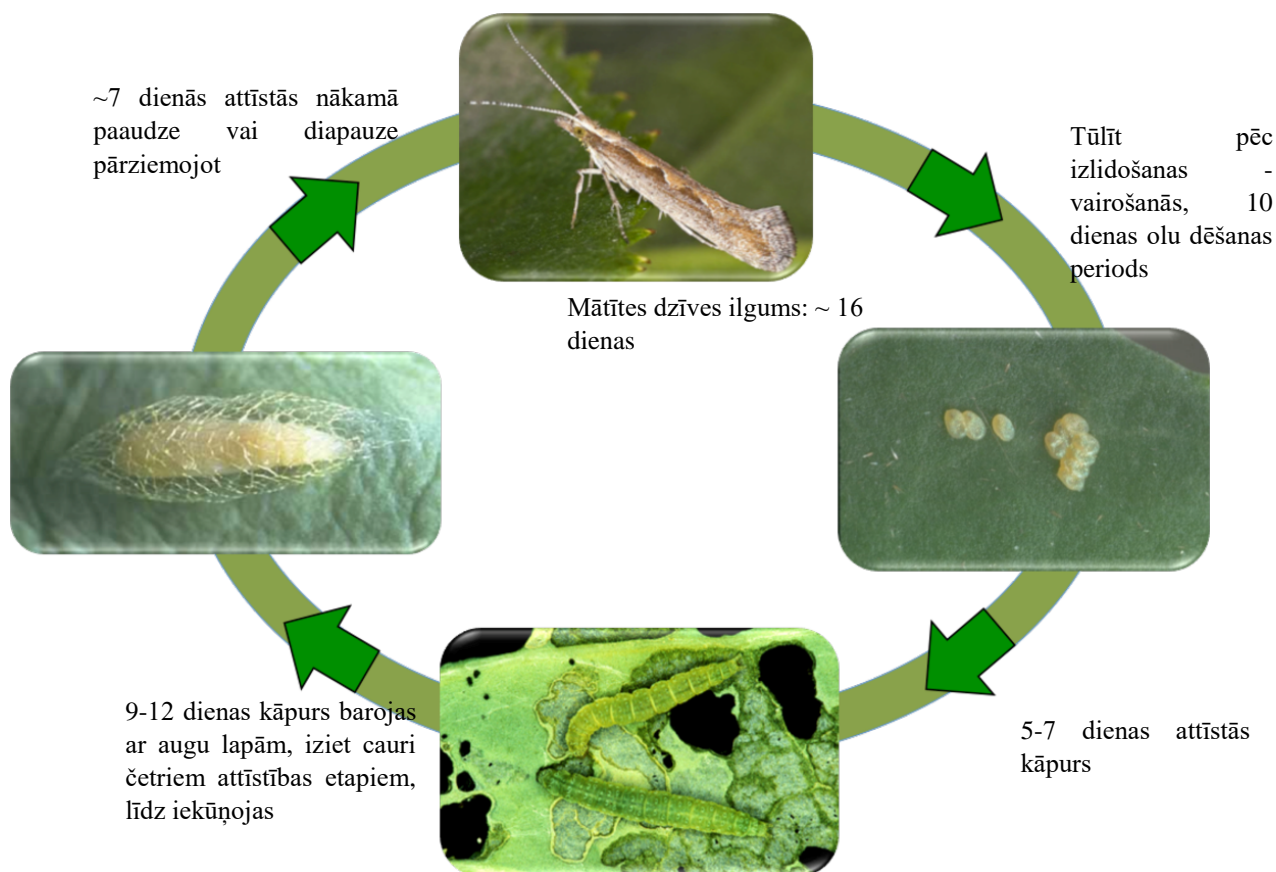 ~7 dienās attīstās nākamā
paaudze vai diapauze
pārziemojot
Tūlīt pēc
izlidošanas -
vairošanās, 10
dienas olu dēšanas
periods
Mātītes dzīves ilgums: ~ 16
dienas
9-12 dienas kāpurs barojas
ar augu lapām, iziet cauri
četriem attīstības etapiem,
līdz iekūņojas
5-7 dienas attīstās
kāpurs